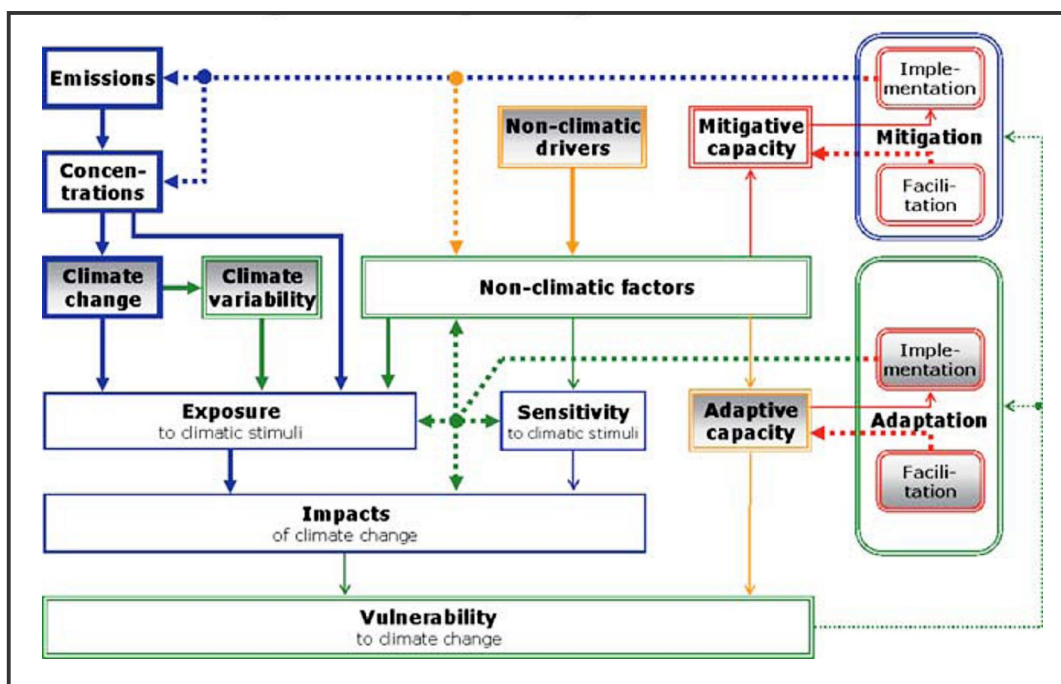 Emissions
Concen-
trations
Climate
change
Climate
variability
Non-climatic
drivers
Mitigative
capacity
Imple-
mentation
Mitigation
Facili-
tation
Non-climatic factors
Exposure
to climatic stimuli
Sensitivity
to climatic stimuli
Adaptive
capacity
Imple-
mentation
Adaptation
Facili-
tation
Impacts
of climate change
Vulnerability
to climate change